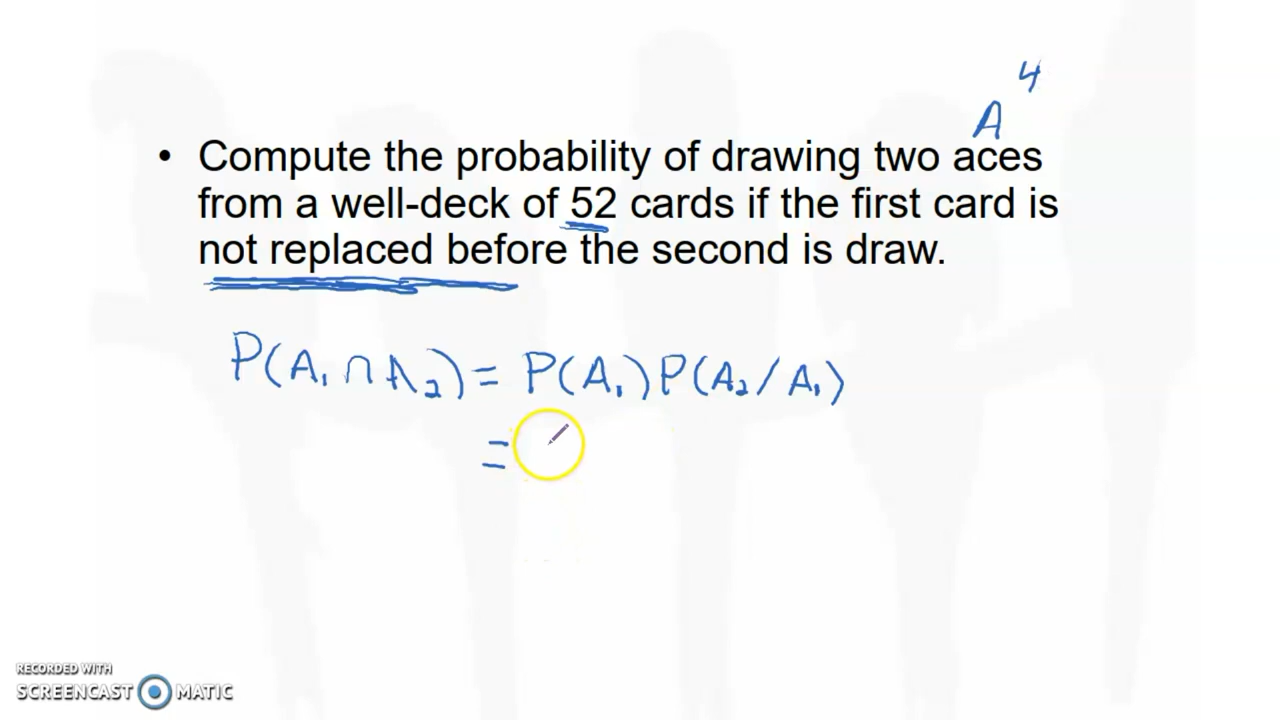 4
A
• Compute the probability of drawing two aces
from a well-deck of 52 cards if the first card is
not replaced before the second is draw.
P(A₁ ∩ A₂) = P(A₁) P(A₂/A₁)
=
RECORDED WITH
SCREENCAST MATIC